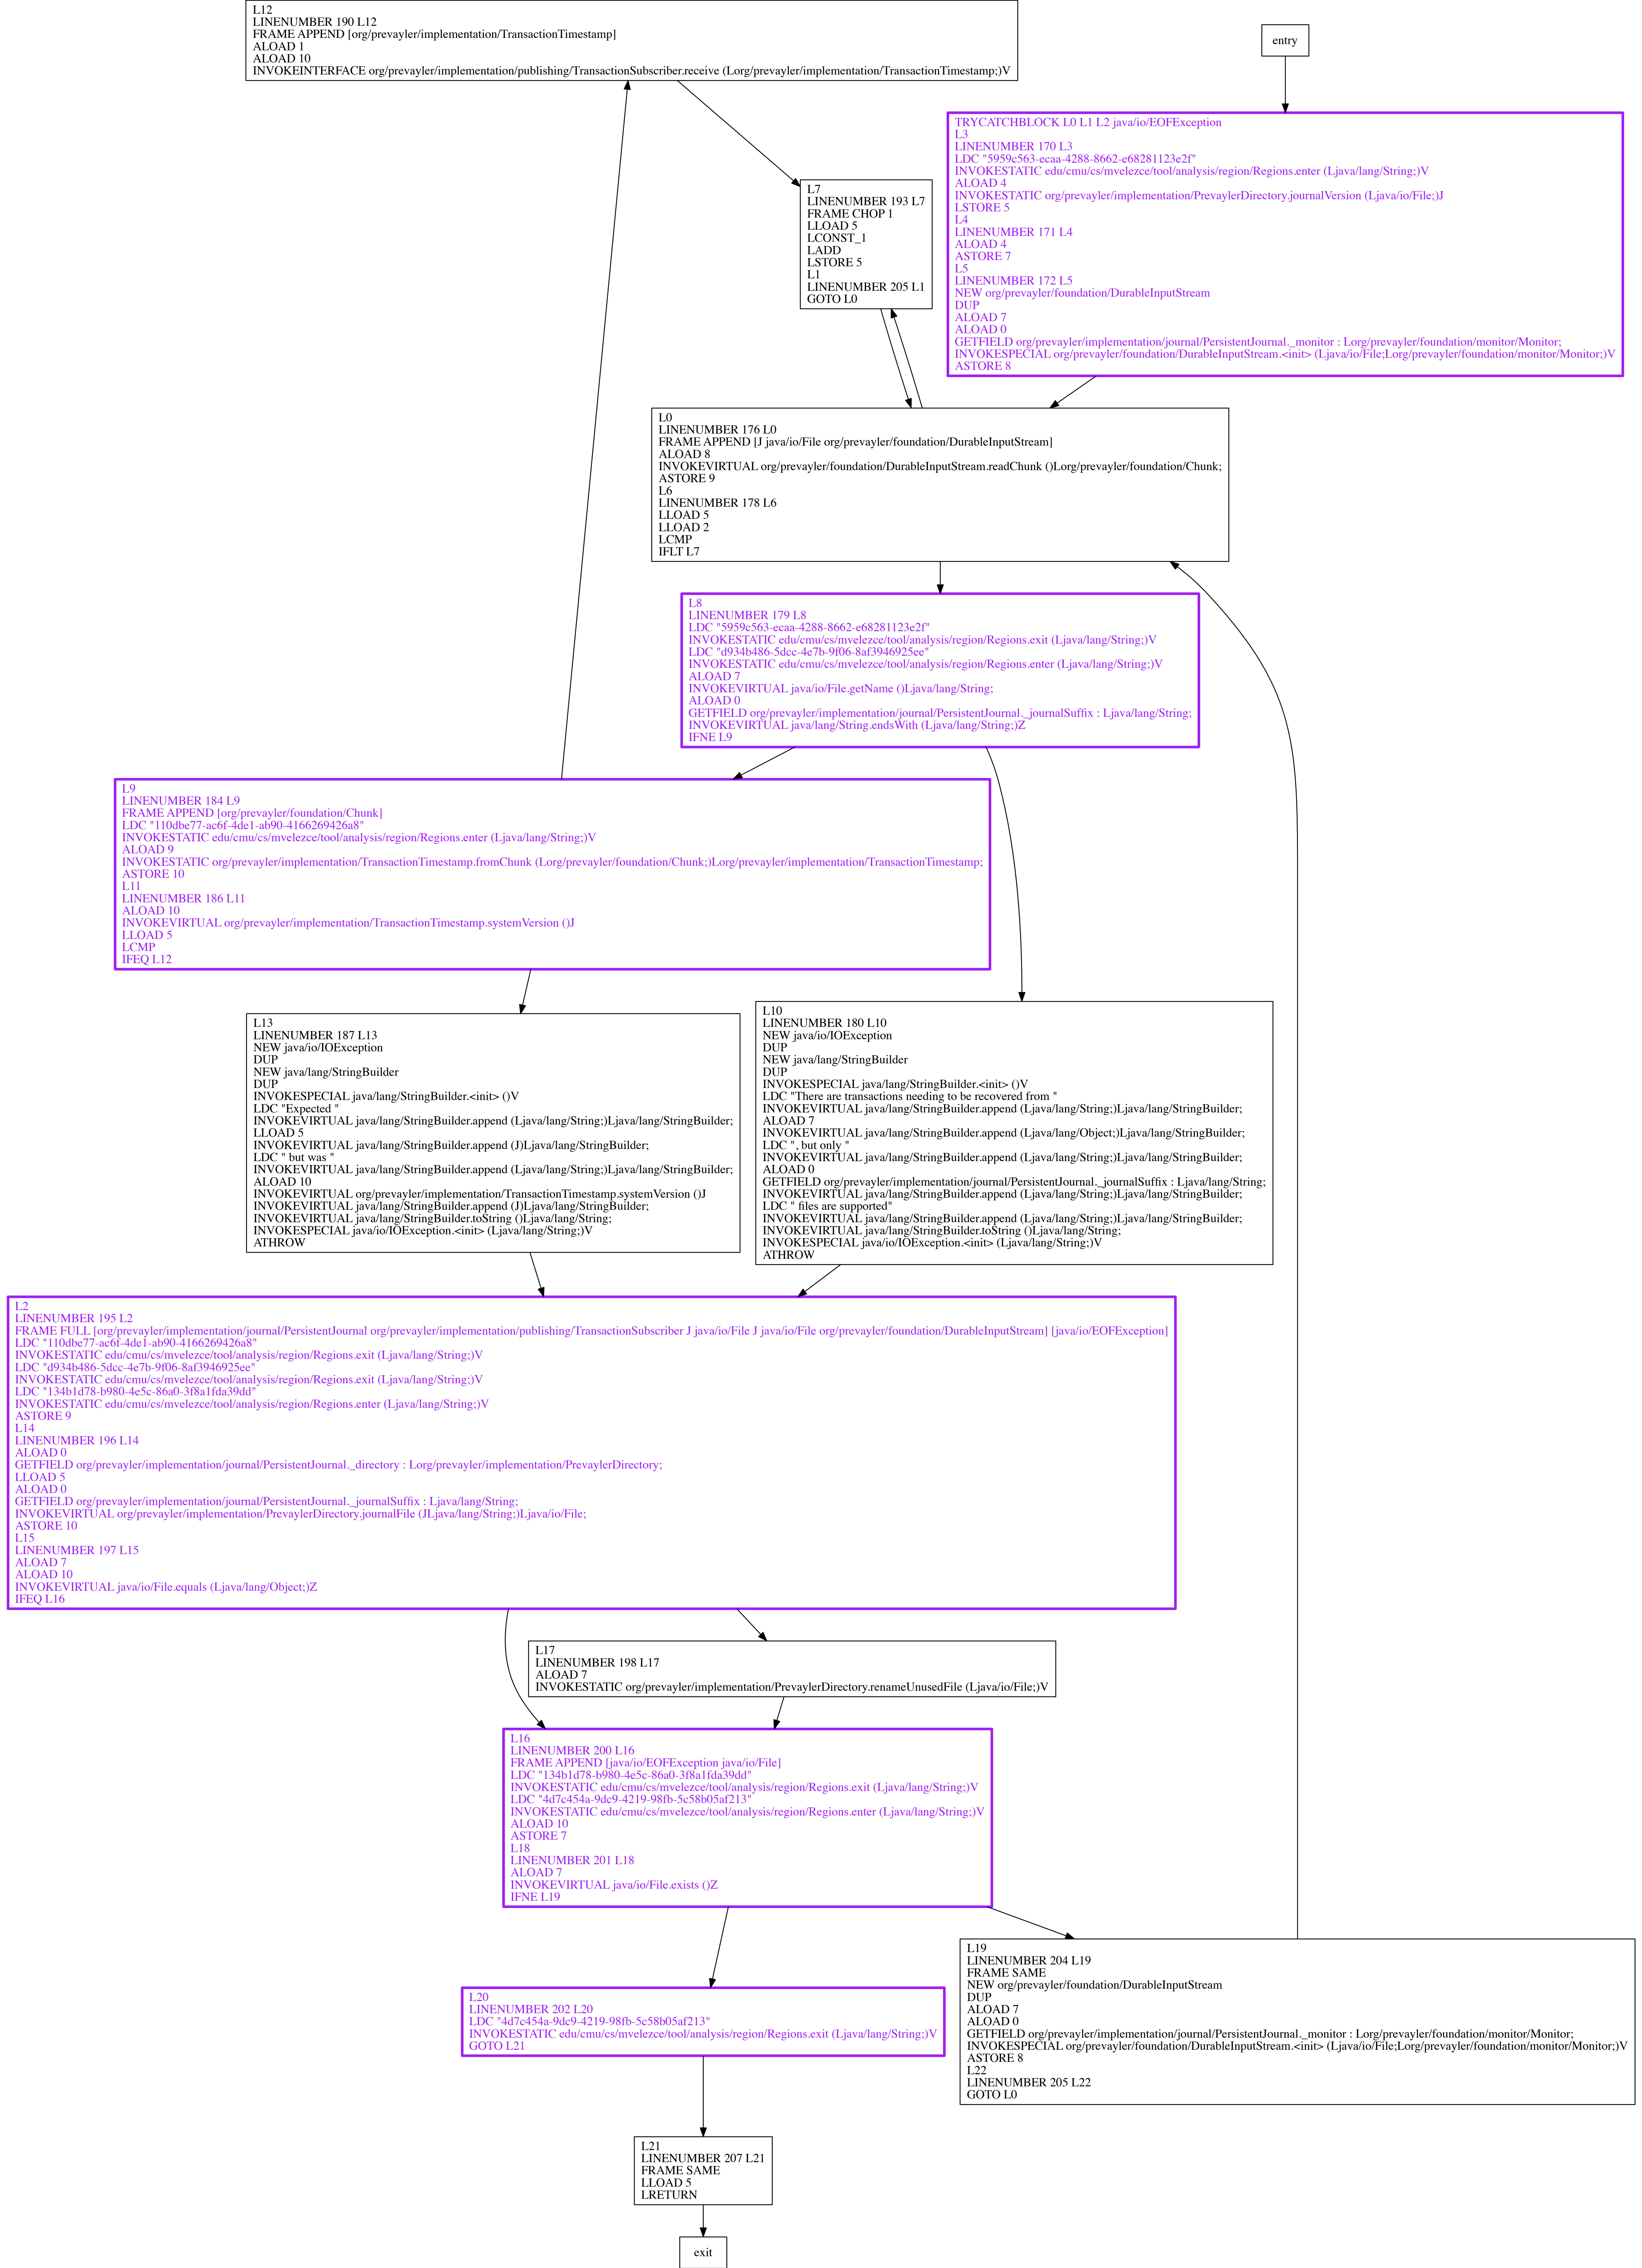 L12
LINENUMBER 190 L12
FRAME APPEND [org/prevayler/implementation/TransactionTimestamp]
ALOAD 1
ALOAD 10
INVOKEINTERFACE org/prevayler/implementation/publishing/TransactionSubscriber.receive (Lorg/prevayler/implementation/TransactionTimestamp;)V
entry
TRYCATCHBLOCK L0 L1 L2 java/io/EOFException
L3
LINENUMBER 170 L3
LDC "5959c563-ecaa-4288-8662-e68281123e2f"
INVOKESTATIC edu/cmu/cs/mvelezce/tool/analysis/region/Regions.enter (Ljava/lang/String;)V
ALOAD 4
INVOKESTATIC org/prevayler/implementation/PrevaylerDirectory.journalVersion (Ljava/io/File;)J
LSTORE 5
L4
LINENUMBER 171 L4
ALOAD 4
ASTORE 7
L5
LINENUMBER 172 L5
NEW org/prevayler/foundation/DurableInputStream
DUP
ALOAD 7
ALOAD 0
GETFIELD org/prevayler/implementation/journal/PersistentJournal._monitor : Lorg/prevayler/foundation/monitor/Monitor;
INVOKESPECIAL org/prevayler/foundation/DurableInputStream.<init> (Ljava/io/File;Lorg/prevayler/foundation/monitor/Monitor;)V
ASTORE 8
L7
LINENUMBER 193 L7
FRAME CHOP 1
LLOAD 5
LCONST_1
LADD
LSTORE 5
L1
LINENUMBER 205 L1
GOTO L0
L0
LINENUMBER 176 L0
FRAME APPEND [J java/io/File org/prevayler/foundation/DurableInputStream]
ALOAD 8
INVOKEVIRTUAL org/prevayler/foundation/DurableInputStream.readChunk ()Lorg/prevayler/foundation/Chunk;
ASTORE 9
L6
LINENUMBER 178 L6
LLOAD 5
LLOAD 2
LCMP
IFLT L7
L8
LINENUMBER 179 L8
LDC "5959c563-ecaa-4288-8662-e68281123e2f"
INVOKESTATIC edu/cmu/cs/mvelezce/tool/analysis/region/Regions.exit (Ljava/lang/String;)V
LDC "d934b486-5dcc-4e7b-9f06-8af3946925ee"
INVOKESTATIC edu/cmu/cs/mvelezce/tool/analysis/region/Regions.enter (Ljava/lang/String;)V
ALOAD 7
INVOKEVIRTUAL java/io/File.getName ()Ljava/lang/String;
ALOAD 0
GETFIELD org/prevayler/implementation/journal/PersistentJournal._journalSuffix : Ljava/lang/String;
INVOKEVIRTUAL java/lang/String.endsWith (Ljava/lang/String;)Z
IFNE L9
L9
LINENUMBER 184 L9
FRAME APPEND [org/prevayler/foundation/Chunk]
LDC "110dbe77-ac6f-4de1-ab90-4166269426a8"
INVOKESTATIC edu/cmu/cs/mvelezce/tool/analysis/region/Regions.enter (Ljava/lang/String;)V
ALOAD 9
INVOKESTATIC org/prevayler/implementation/TransactionTimestamp.fromChunk (Lorg/prevayler/foundation/Chunk;)Lorg/prevayler/implementation/TransactionTimestamp;
ASTORE 10
L11
LINENUMBER 186 L11
ALOAD 10
INVOKEVIRTUAL org/prevayler/implementation/TransactionTimestamp.systemVersion ()J
LLOAD 5
LCMP
IFEQ L12
L13
LINENUMBER 187 L13
NEW java/io/IOException
DUP
NEW java/lang/StringBuilder
DUP
INVOKESPECIAL java/lang/StringBuilder.<init> ()V
LDC "Expected "
INVOKEVIRTUAL java/lang/StringBuilder.append (Ljava/lang/String;)Ljava/lang/StringBuilder;
LLOAD 5
INVOKEVIRTUAL java/lang/StringBuilder.append (J)Ljava/lang/StringBuilder;
LDC " but was "
INVOKEVIRTUAL java/lang/StringBuilder.append (Ljava/lang/String;)Ljava/lang/StringBuilder;
ALOAD 10
INVOKEVIRTUAL org/prevayler/implementation/TransactionTimestamp.systemVersion ()J
INVOKEVIRTUAL java/lang/StringBuilder.append (J)Ljava/lang/StringBuilder;
INVOKEVIRTUAL java/lang/StringBuilder.toString ()Ljava/lang/String;
INVOKESPECIAL java/io/IOException.<init> (Ljava/lang/String;)V
ATHROW
L10
LINENUMBER 180 L10
NEW java/io/IOException
DUP
NEW java/lang/StringBuilder
DUP
INVOKESPECIAL java/lang/StringBuilder.<init> ()V
LDC "There are transactions needing to be recovered from "
INVOKEVIRTUAL java/lang/StringBuilder.append (Ljava/lang/String;)Ljava/lang/StringBuilder;
ALOAD 7
INVOKEVIRTUAL java/lang/StringBuilder.append (Ljava/lang/Object;)Ljava/lang/StringBuilder;
LDC ", but only "
INVOKEVIRTUAL java/lang/StringBuilder.append (Ljava/lang/String;)Ljava/lang/StringBuilder;
ALOAD 0
GETFIELD org/prevayler/implementation/journal/PersistentJournal._journalSuffix : Ljava/lang/String;
INVOKEVIRTUAL java/lang/StringBuilder.append (Ljava/lang/String;)Ljava/lang/StringBuilder;
LDC " files are supported"
INVOKEVIRTUAL java/lang/StringBuilder.append (Ljava/lang/String;)Ljava/lang/StringBuilder;
INVOKEVIRTUAL java/lang/StringBuilder.toString ()Ljava/lang/String;
INVOKESPECIAL java/io/IOException.<init> (Ljava/lang/String;)V
ATHROW
L2
LINENUMBER 195 L2
FRAME FULL [org/prevayler/implementation/journal/PersistentJournal org/prevayler/implementation/publishing/TransactionSubscriber J java/io/File J java/io/File org/prevayler/foundation/DurableInputStream] [java/io/EOFException]
LDC "110dbe77-ac6f-4de1-ab90-4166269426a8"
INVOKESTATIC edu/cmu/cs/mvelezce/tool/analysis/region/Regions.exit (Ljava/lang/String;)V
LDC "d934b486-5dcc-4e7b-9f06-8af3946925ee"
INVOKESTATIC edu/cmu/cs/mvelezce/tool/analysis/region/Regions.exit (Ljava/lang/String;)V
LDC "134b1d78-b980-4e5c-86a0-3f8a1fda39dd"
INVOKESTATIC edu/cmu/cs/mvelezce/tool/analysis/region/Regions.enter (Ljava/lang/String;)V
ASTORE 9
L14
LINENUMBER 196 L14
ALOAD 0
GETFIELD org/prevayler/implementation/journal/PersistentJournal._directory : Lorg/prevayler/implementation/PrevaylerDirectory;
LLOAD 5
ALOAD 0
GETFIELD org/prevayler/implementation/journal/PersistentJournal._journalSuffix : Ljava/lang/String;
INVOKEVIRTUAL org/prevayler/implementation/PrevaylerDirectory.journalFile (JLjava/lang/String;)Ljava/io/File;
ASTORE 10
L15
LINENUMBER 197 L15
ALOAD 7
ALOAD 10
INVOKEVIRTUAL java/io/File.equals (Ljava/lang/Object;)Z
IFEQ L16
L17
LINENUMBER 198 L17
ALOAD 7
INVOKESTATIC org/prevayler/implementation/PrevaylerDirectory.renameUnusedFile (Ljava/io/File;)V
L16
LINENUMBER 200 L16
FRAME APPEND [java/io/EOFException java/io/File]
LDC "134b1d78-b980-4e5c-86a0-3f8a1fda39dd"
INVOKESTATIC edu/cmu/cs/mvelezce/tool/analysis/region/Regions.exit (Ljava/lang/String;)V
LDC "4d7c454a-9dc9-4219-98fb-5c58b05af213"
INVOKESTATIC edu/cmu/cs/mvelezce/tool/analysis/region/Regions.enter (Ljava/lang/String;)V
ALOAD 10
ASTORE 7
L18
LINENUMBER 201 L18
ALOAD 7
INVOKEVIRTUAL java/io/File.exists ()Z
IFNE L19
L19
LINENUMBER 204 L19
FRAME SAME
NEW org/prevayler/foundation/DurableInputStream
DUP
ALOAD 7
ALOAD 0
GETFIELD org/prevayler/implementation/journal/PersistentJournal._monitor : Lorg/prevayler/foundation/monitor/Monitor;
INVOKESPECIAL org/prevayler/foundation/DurableInputStream.<init> (Ljava/io/File;Lorg/prevayler/foundation/monitor/Monitor;)V
ASTORE 8
L22
LINENUMBER 205 L22
GOTO L0
L20
LINENUMBER 202 L20
LDC "4d7c454a-9dc9-4219-98fb-5c58b05af213"
INVOKESTATIC edu/cmu/cs/mvelezce/tool/analysis/region/Regions.exit (Ljava/lang/String;)V
GOTO L21
L21
LINENUMBER 207 L21
FRAME SAME
LLOAD 5
LRETURN
exit